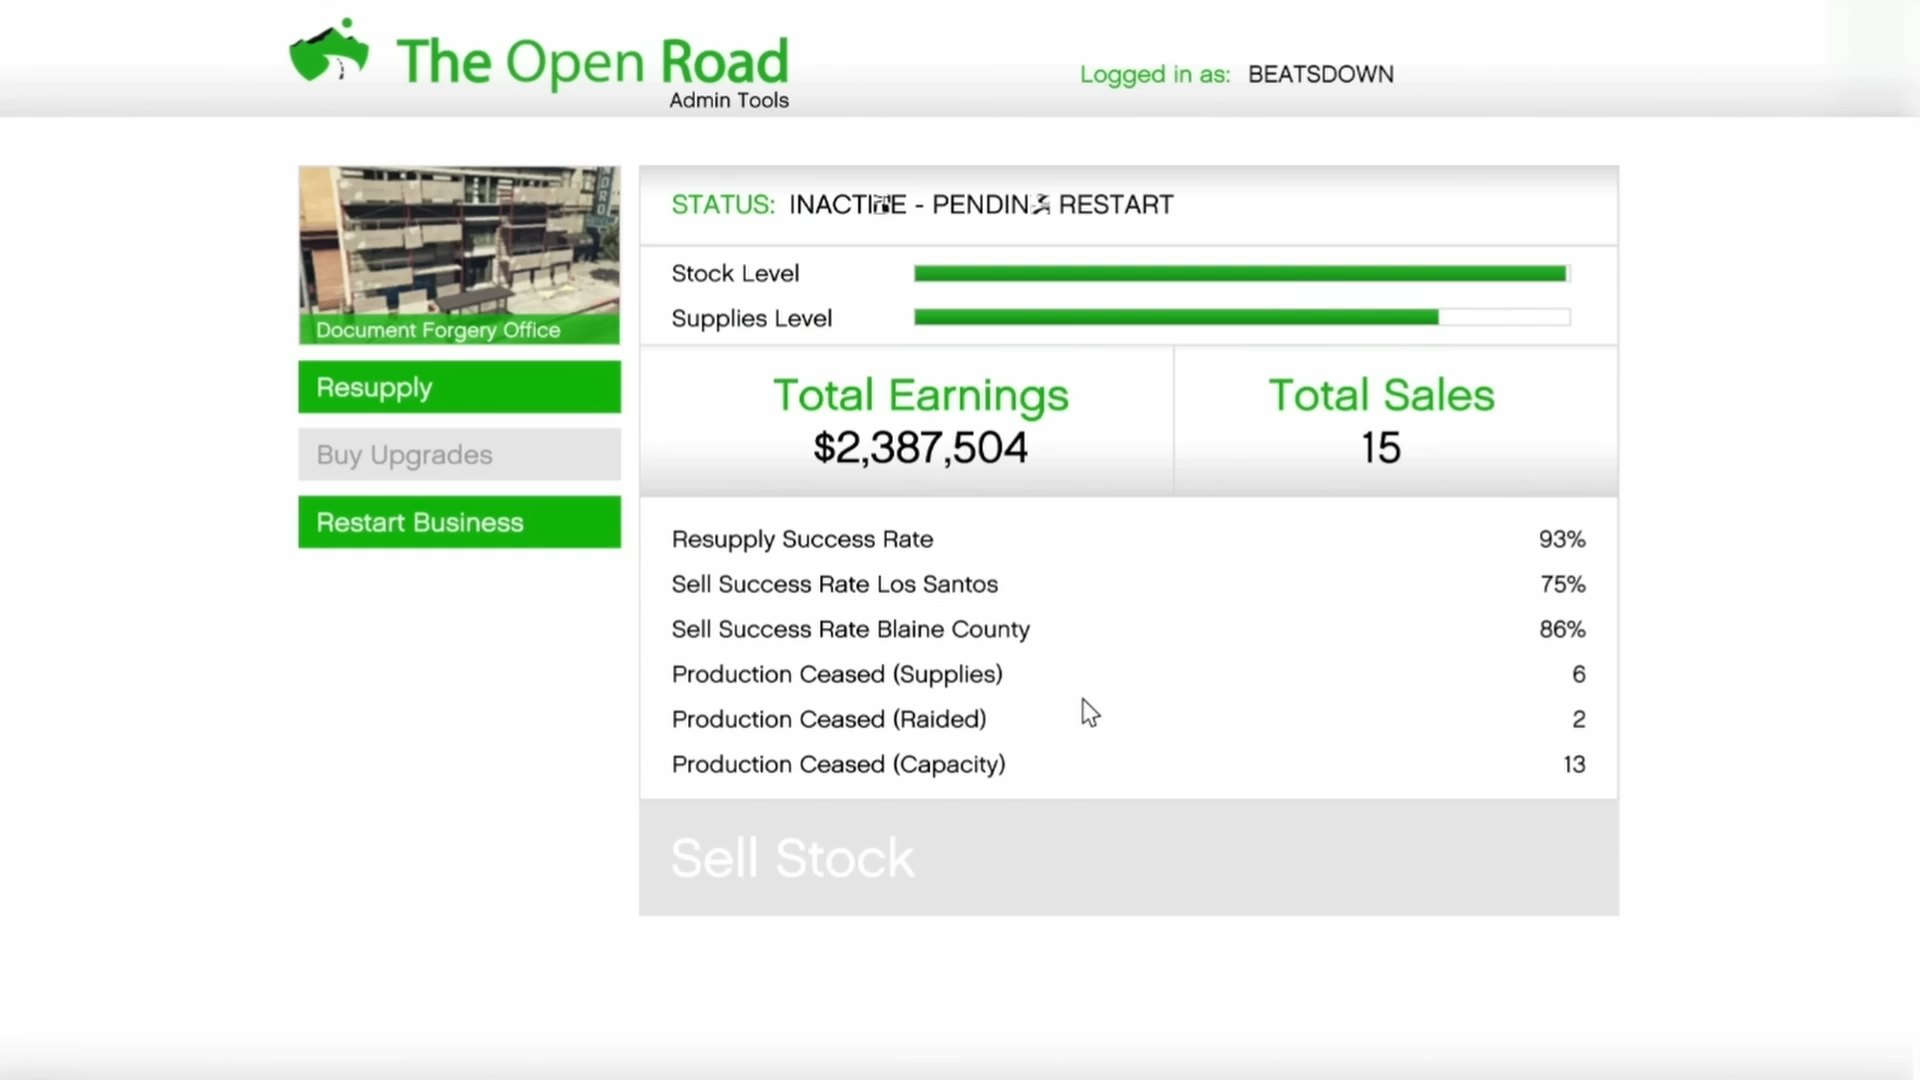 The Open Road
Admin Tools
Logged in as: BEATSDOWN
Document Forgery Office
Resupply
Buy Upgrades
Restart Business
STATUS: - RESTART
Stock Level
Supplies Level
Total Earnings
$2,387,504
Total Sales
15
Resupply Success Rate 93%
Sell Success Rate Los Santos 75%
Sell Success Rate Blaine County 86%
Production Ceased (Supplies) 6
Production Ceased (Raided) 2
Production Ceased (Capacity) 13
Sell Stock